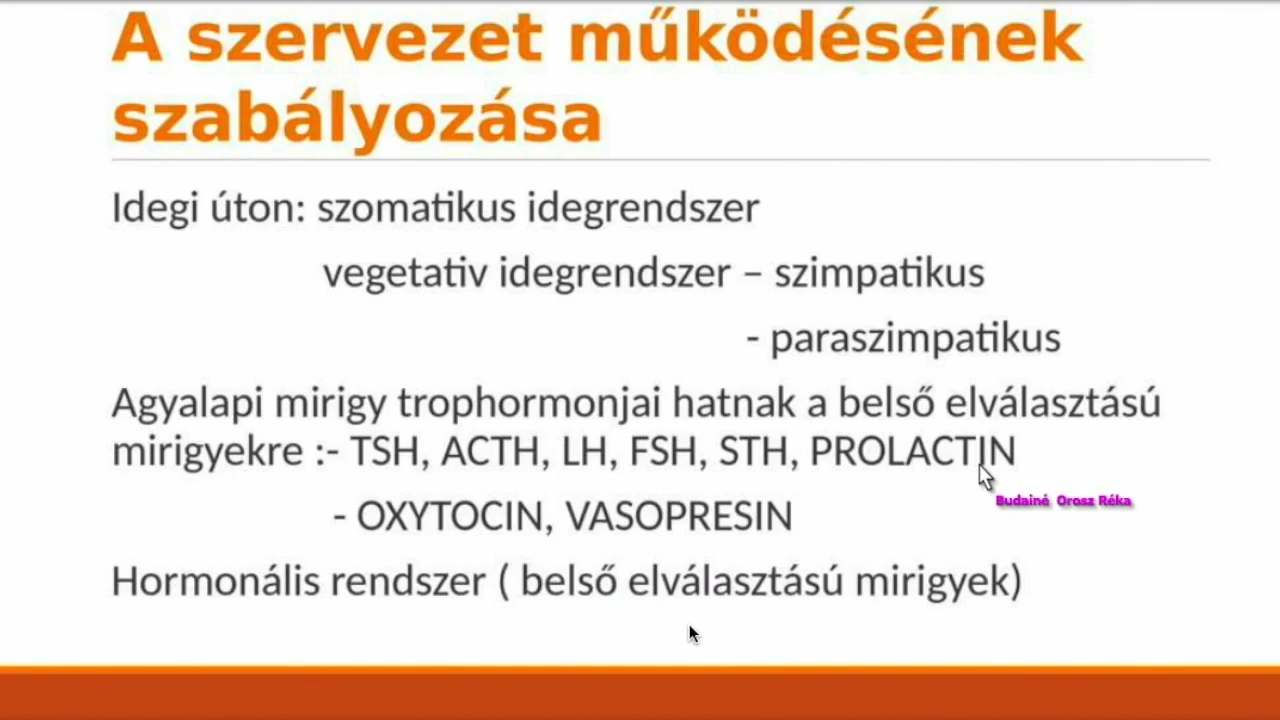 A szervezet működésének
szabályozása
Idegi úton: szomatikus idegrendszer
vegetativ idegrendszer – szimpatikus
- paraszimpatikus
Agyalapi mirigy trophormonjai hatnak a belső elválasztású
mirigyekre :- TSH, ACTH, LH, FSH, STH, PROLACTIN
Budainé Orosz Réka
- OXYTOCIN, VASOPRESIN
Hormonális rendszer ( belső elválasztású mirigyek)